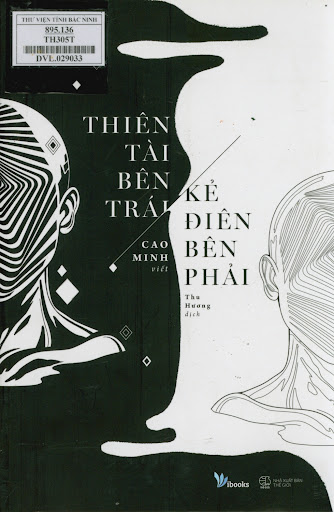 THƯ VIỆN TỈNH BẮC NINH
895.136
TH305T
DVL.029033
THIÊN
TÀI
BÊN
TRÁI
CAO
MINH
viết
KẺ
ĐIÊN
BÊN
PHẢI
Thu
Hương
dịch
ibooks
NHÀ XUẤT BẢN
THẾ GIỚI